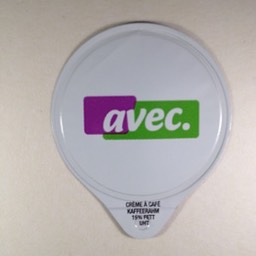 avec.
CRÈME À CAFÉ
KAFFEERAHM
15% FETT
UHT